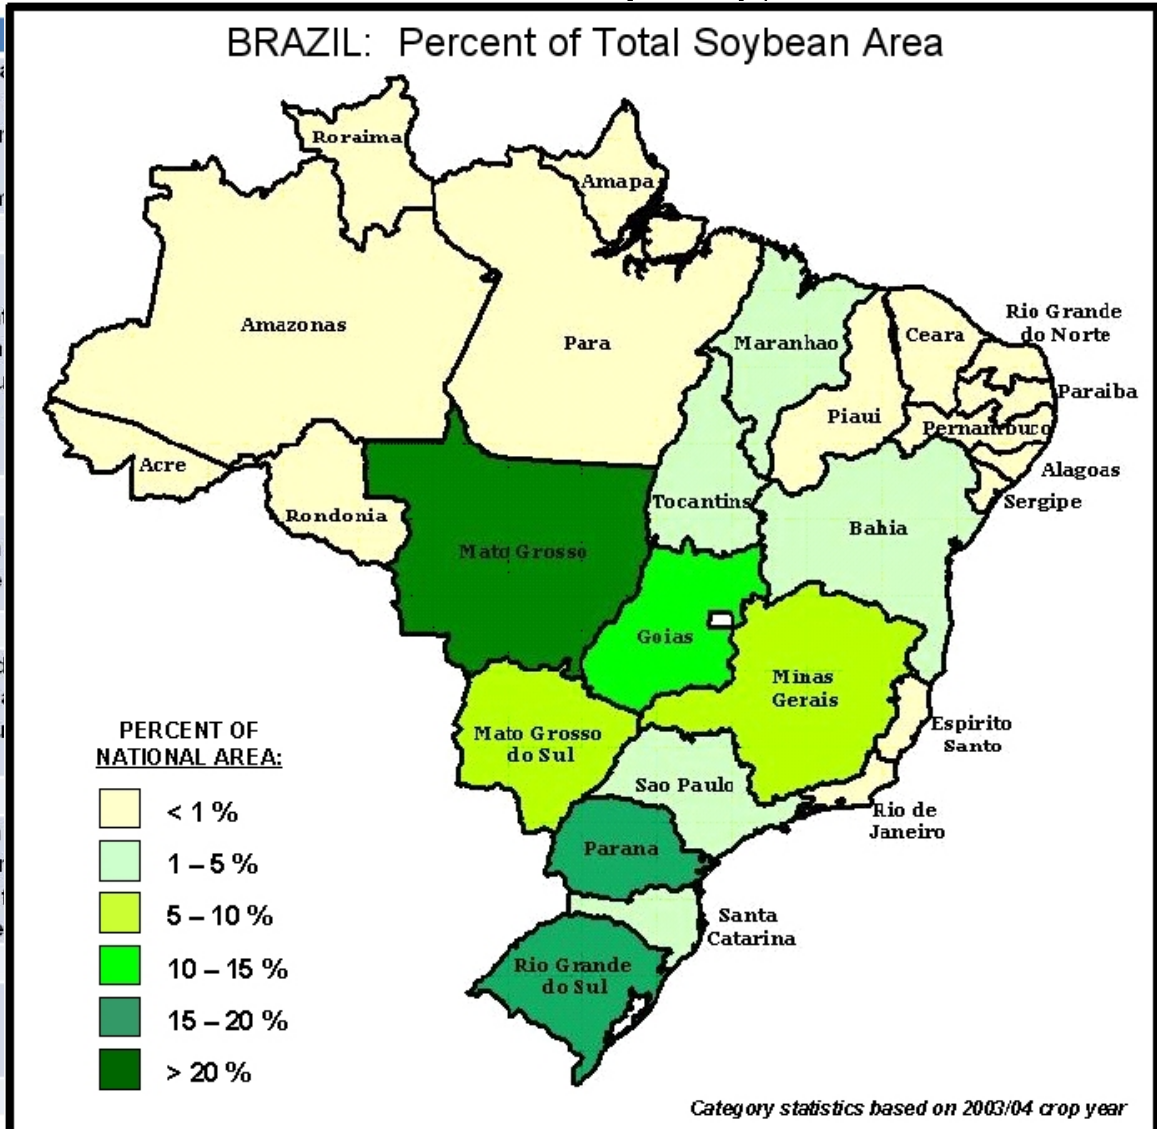 BRAZIL: Percent of Total Soybean Area
Roraima
Amapa
Amazonas
Para
Maranhao
Ceara
Rio Grande
do Norte
Paraiba
Piaui
Pernambuco
Acre
Alagoas
Sergipe
Rondonia
Tocantins
Bahia
Mato Grosso
Goias
Minas
Gerais
Espirito
Santo
Mato Grosso
do Sul
Sao Paulo
Rio de
Janeiro
Parana
Santa
Catarina
Rio Grande
do Sul
PERCENT OF
NATIONAL AREA:
< 1 %
1 – 5 %
5 – 10 %
10 – 15 %
15 – 20 %
> 20 %
Category statistics based on 2003/04 crop year